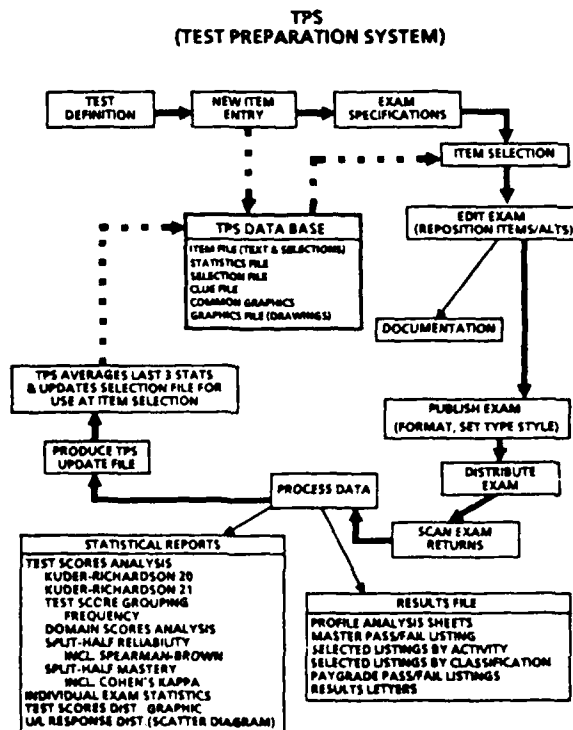 TPS
(TEST PREPARATION SYSTEM)
TEST
DEFINITION
NEW ITEM
ENTRY
EXAM
SPECIFICATIONS
ITEM SELECTION
EDIT EXAM
(REPOSITION ITEMS/ALTS)
TPS DATA BASE
ITEM FILE (TEXT & SELECTIONS)
STATISTICS FILE
SELECTION FILE
CLUE FILE
COMMON GRAPHICS
GRAPHICS FILE (DRAWINGS)
DOCUMENTATION
TPS AVERAGES LAST 3 STATS
& UPDATES SELECTION FILE FOR
USE AT ITEM SELECTION
PUBLISH EXAM
(FORMAT, SET TYPE STYLE)
PRODUCE TPS
UPDATE FILE
DISTRIBUTE
EXAM
PROCESS DATA
SCAN EXAM
RETURNS
STATISTICAL REPORTS
TEST SCORES ANALYSIS
KUDER-RICHARDSON 20
KUDER-RICHARDSON 21
TEST SCORE GROUPING
FREQUENCY
DOMAIN SCORES ANALYSIS
SPLIT-HALF RELIABILITY
INCL. SPEARMAN-BROWN
SPLIT-HALF MASTERY
INCL. COHEN'S KAPPA
INDIVIDUAL EXAM STATISTICS
TEST SCORES DIST. GRAPHIC
U/L RESPONSE DIST. (SCATTER DIAGRAM)
RESULTS FILE
PROFILE ANALYSIS SHEETS
MASTER PASS/FAIL LISTING
SELECTED LISTINGS BY ACTIVITY
SELECTED LISTINGS BY CLASSIFICATION
PAYGRADE PASS/FAIL LISTINGS
RESULTS LETTERS